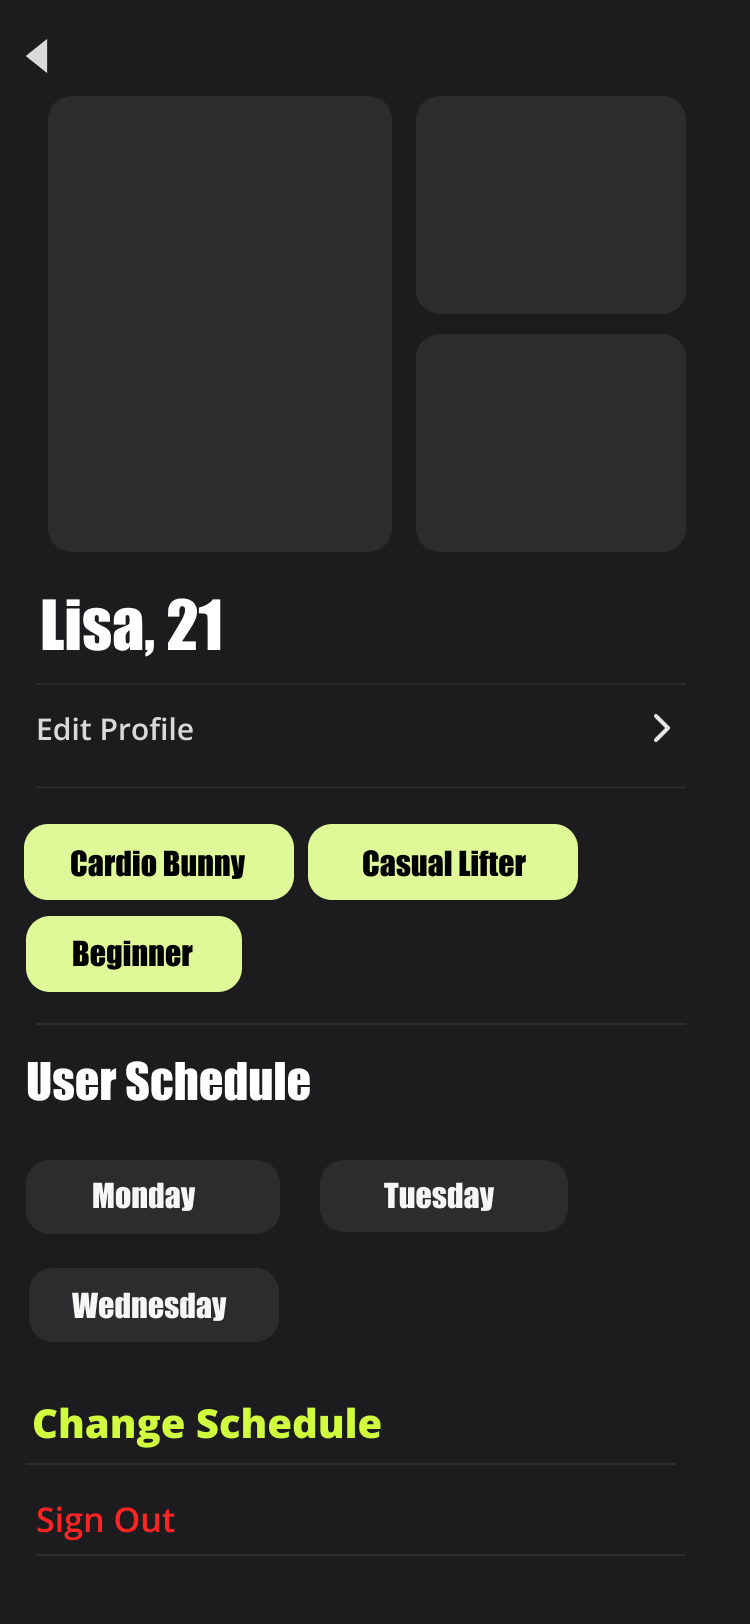 Lisa, 21
Edit Profile
Cardio Bunny
Casual Lifter
Beginner
User Schedule
Monday
Tuesday
Wednesday
Change Schedule
Sign Out